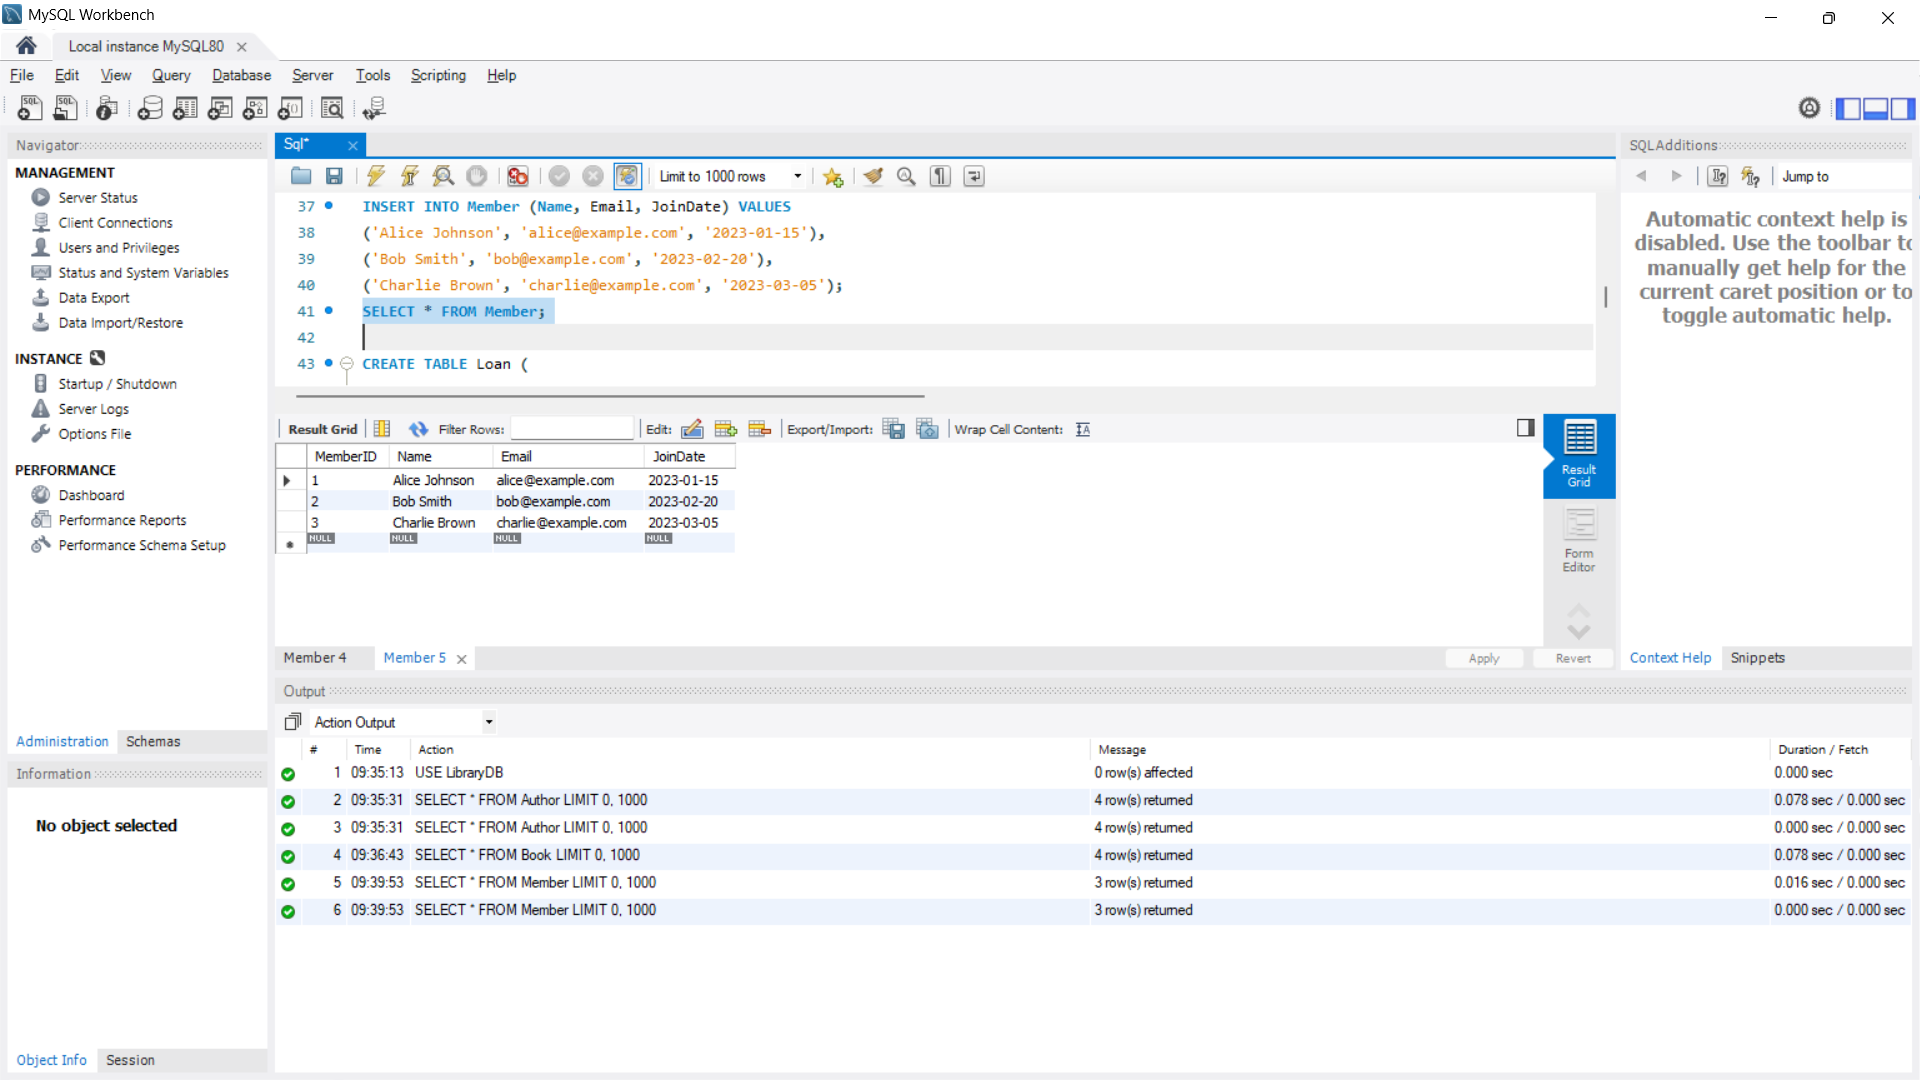 MySQL Workbench
Local instance MySQL80
File Edit View Query Database Server Tools Scripting Help
Navigator
MANAGEMENT
Server Status
Client Connections
Users and Privileges
Status and System Variables
Data Export
Data Import/Restore
INSTANCE
Startup / Shutdown
Server Logs
Options File
PERFORMANCE
Dashboard
Performance Reports
Performance Schema Setup
Administration Schemas
Information
No object selected
Object Info Session
Sql*
Limit to 1000 rows
37 INSERT INTO Member (Name, Email, JoinDate) VALUES
38 ('Alice Johnson', 'alice@example.com', '2023-01-15'),
39 ('Bob Smith', 'bob@example.com', '2023-02-20'),
40 ('Charlie Brown', 'charlie@example.com', '2023-03-05');
41 SELECT * FROM Member;
42
43 CREATE TABLE Loan (
Result Grid Filter Rows: Edit: Export/Import: Wrap Cell Content:
MemberID Name Email JoinDate
1 Alice Johnson alice@example.com 2023-01-15
2 Bob Smith bob@example.com 2023-02-20
3 Charlie Brown charlie@example.com 2023-03-05
NULL NULL NULL NULL
Result
Grid
Form
Editor
Member 4 Member 5 Apply Revert
SQLAdditions
Jump to
Automatic context help is
disabled. Use the toolbar to
manually get help for the
current caret position or to
toggle automatic help.
Context Help Snippets
Output
Action Output
# Time Action Message Duration / Fetch
1 09:35:13 USE LibraryDB 0 row(s) affected 0.000 sec
2 09:35:31 SELECT * FROM Author LIMIT 0, 1000 4 row(s) returned 0.078 sec / 0.000 sec
3 09:35:31 SELECT * FROM Author LIMIT 0, 1000 4 row(s) returned 0.000 sec / 0.000 sec
4 09:36:43 SELECT * FROM Book LIMIT 0, 1000 4 row(s) returned 0.078 sec / 0.000 sec
5 09:39:53 SELECT * FROM Member LIMIT 0, 1000 3 row(s) returned 0.016 sec / 0.000 sec
6 09:39:53 SELECT * FROM Member LIMIT 0, 1000 3 row(s) returned 0.000 sec / 0.000 sec